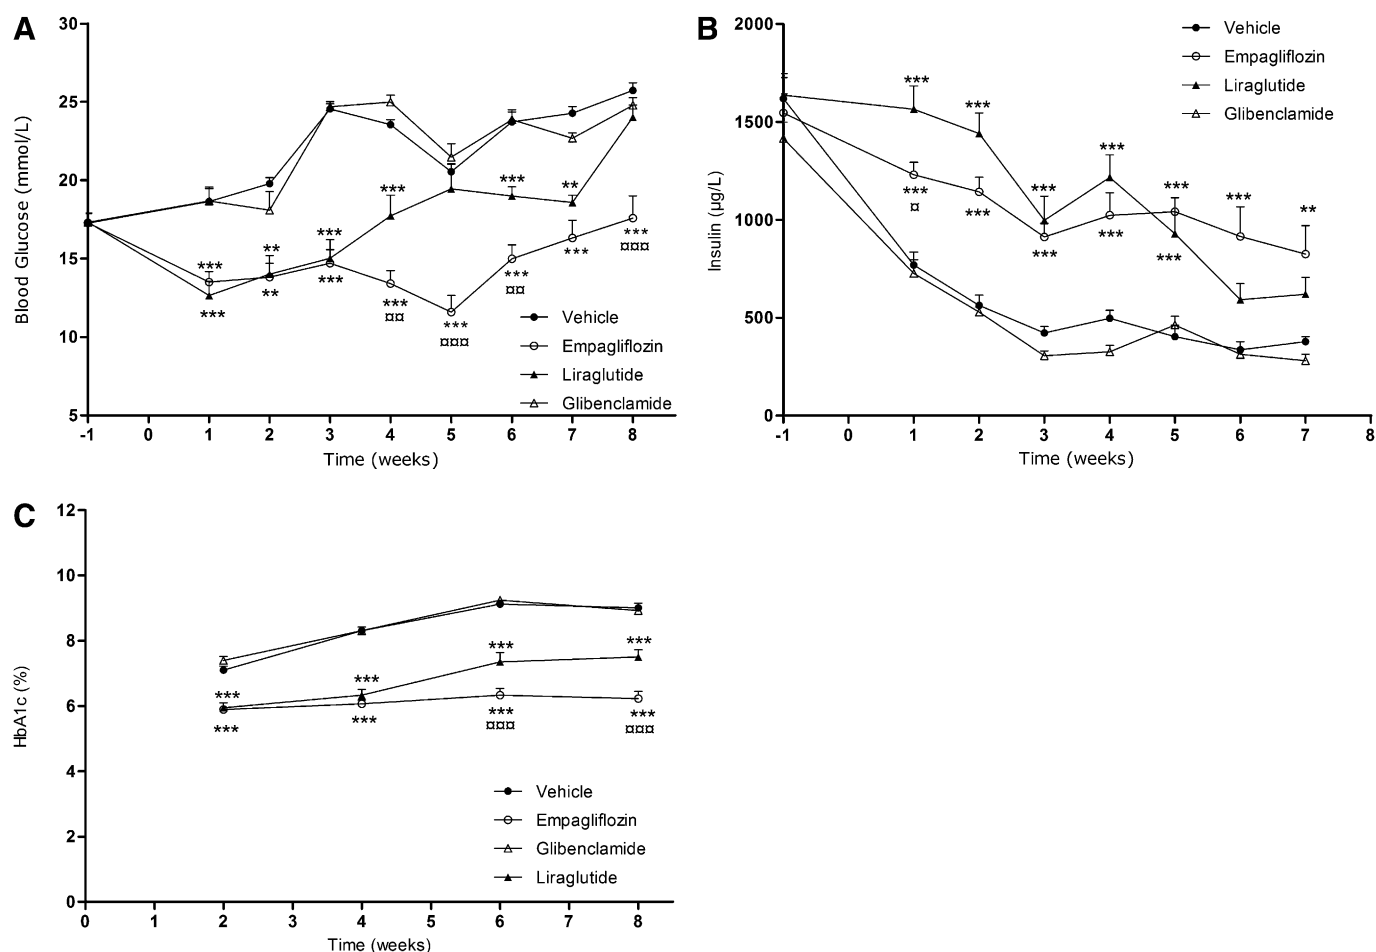 A
30
25
20
15
10
5
Blood Glucose (mmol/L)
***
***
**
**
***
***
***
***
¤¤
***
¤¤¤
***
***
¤¤
**
***
***
¤¤¤
Vehicle
Empagliflozin
Liraglutide
Glibenclamide
-1 0 1 2 3 4 5 6 7 8
Time (weeks)
B
2000
1500
1000
500
0
Insulin (µg/L)
Vehicle
Empagliflozin
Liraglutide
Glibenclamide
***
***
¤
***
***
***
***
***
***
***
***
***
**
-1 0 1 2 3 4 5 6 7 8
Time (weeks)
C
12
10
8
6
4
2
0
HbA1c (%)
***
***
***
***
***
***
¤¤¤
***
***
¤¤¤
Vehicle
Empagliflozin
Glibenclamide
Liraglutide
0 1 2 3 4 5 6 7 8
Time (weeks)